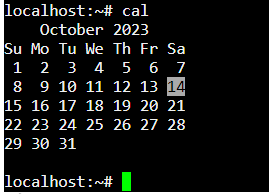 localhost:~# cal
    October 2023
Su Mo Tu We Th Fr Sa
 1  2  3  4  5  6  7
 8  9 10 11 12 13 14
15 16 17 18 19 20 21
22 23 24 25 26 27 28
29 30 31
localhost:~#